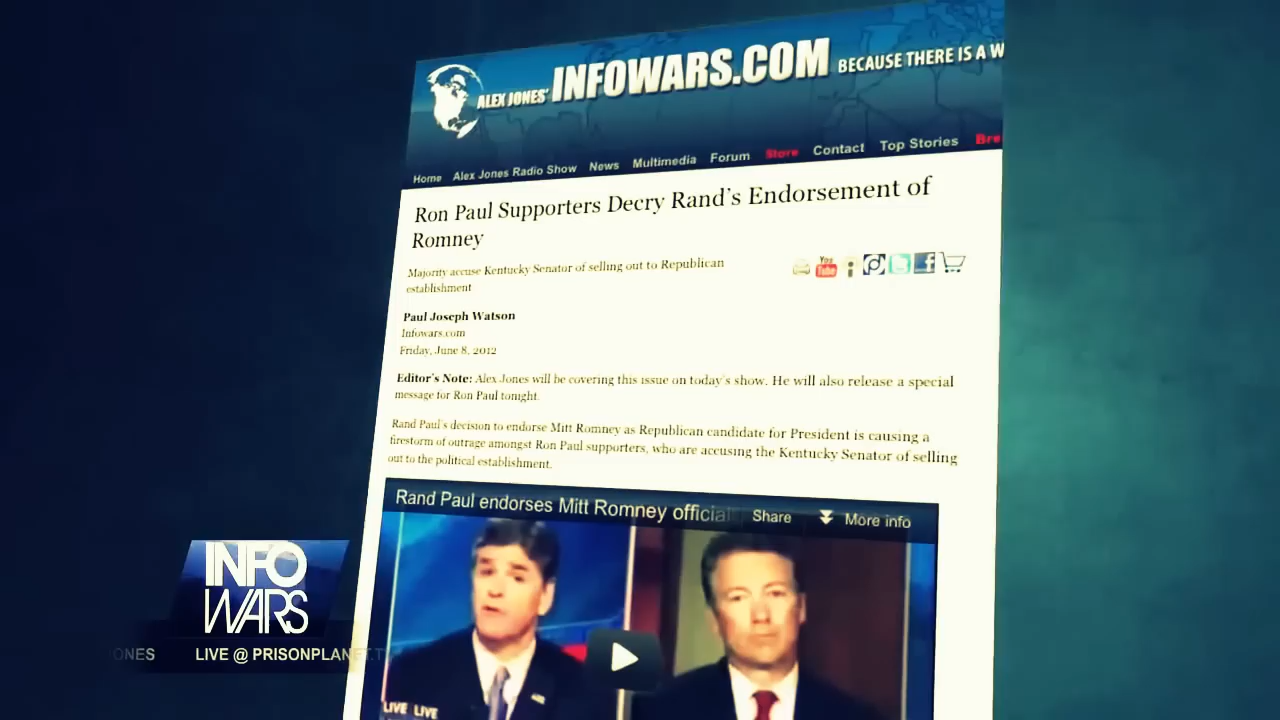 ALEX JONES' INFOWARS.COM BECAUSE THERE IS A W
Home Alex Jones Radio Show News Multimedia Forum Store Contact Top Stories Bre
Ron Paul Supporters Decry Rand's Endorsement of
Romney
Majority accuse Kentucky Senator of selling out to Republican
establishment
You
Tube
Paul Joseph Watson
Infowars.com
Friday, June 8, 2012
Editor's Note: Alex Jones will be covering this issue on today's show. He will also release a special
message for Ron Paul tonight.
Rand Paul's decision to endorse Mitt Romney as Republican candidate for President is causing a
firestorm of outrage amongst Ron Paul supporters, who are accusing the Kentucky Senator of selling
out to the political establishment.
Rand Paul endorses Mitt Romney official Share More info
LIVE LIVE
INFO
WARS
ONES LIVE @ PRISONPLANET.T